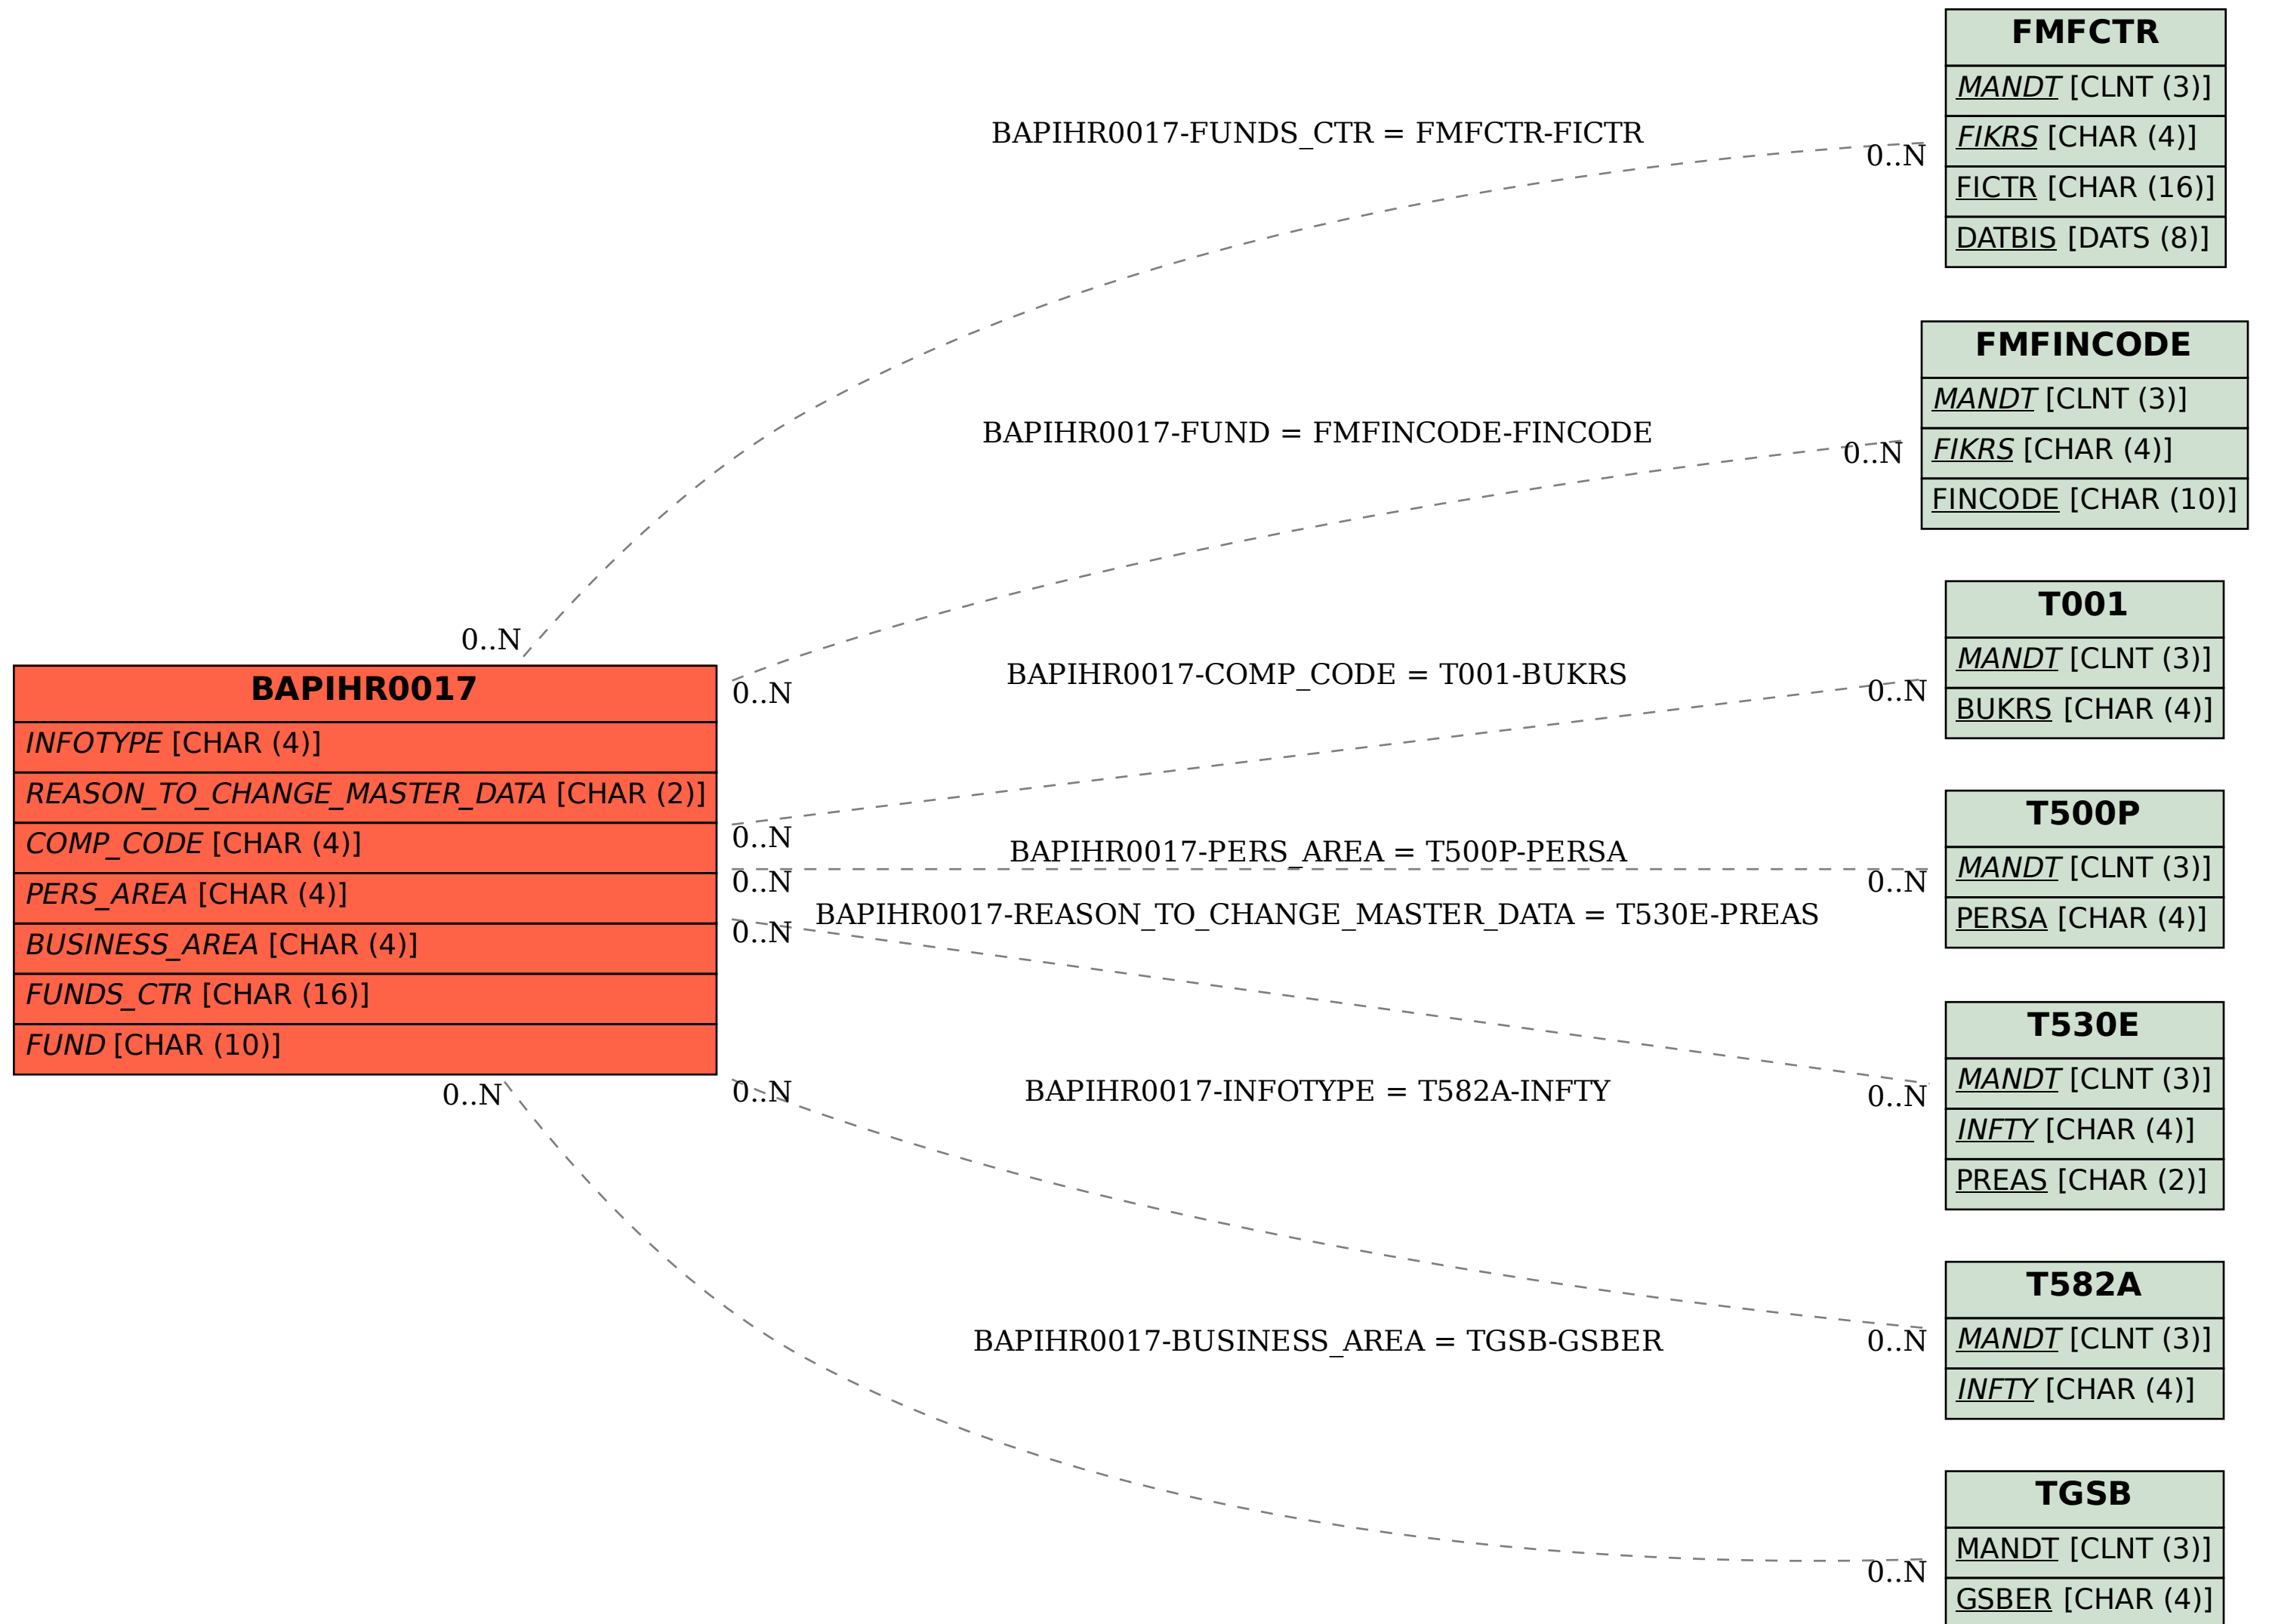 FMFCTR
MANDT [CLNT (3)]
FIKRS [CHAR (4)]
FICTR [CHAR (16)]
DATBIS [DATS (8)]
BAPIHR0017-FUNDS_CTR = FMFCTR-FICTR
0..N
0..N
FMFINCODE
MANDT [CLNT (3)]
FIKRS [CHAR (4)]
FINCODE [CHAR (10)]
BAPIHR0017-FUND = FMFINCODE-FINCODE
0..N
0..N
T001
MANDT [CLNT (3)]
BUKRS [CHAR (4)]
BAPIHR0017-COMP_CODE = T001-BUKRS
0..N
0..N
BAPIHR0017
INFOTYPE [CHAR (4)]
REASON_TO_CHANGE_MASTER_DATA [CHAR (2)]
COMP_CODE [CHAR (4)]
PERS_AREA [CHAR (4)]
BUSINESS_AREA [CHAR (4)]
FUNDS_CTR [CHAR (16)]
FUND [CHAR (10)]
T500P
MANDT [CLNT (3)]
PERSA [CHAR (4)]
BAPIHR0017-PERS_AREA = T500P-PERSA
0..N
0..N
BAPIHR0017-REASON_TO_CHANGE_MASTER_DATA = T530E-PREAS
0..N
0..N
T530E
MANDT [CLNT (3)]
INFTY [CHAR (4)]
PREAS [CHAR (2)]
BAPIHR0017-INFOTYPE = T582A-INFTY
0..N
0..N
T582A
MANDT [CLNT (3)]
INFTY [CHAR (4)]
BAPIHR0017-BUSINESS_AREA = TGSB-GSBER
0..N
0..N
TGSB
MANDT [CLNT (3)]
GSBER [CHAR (4)]